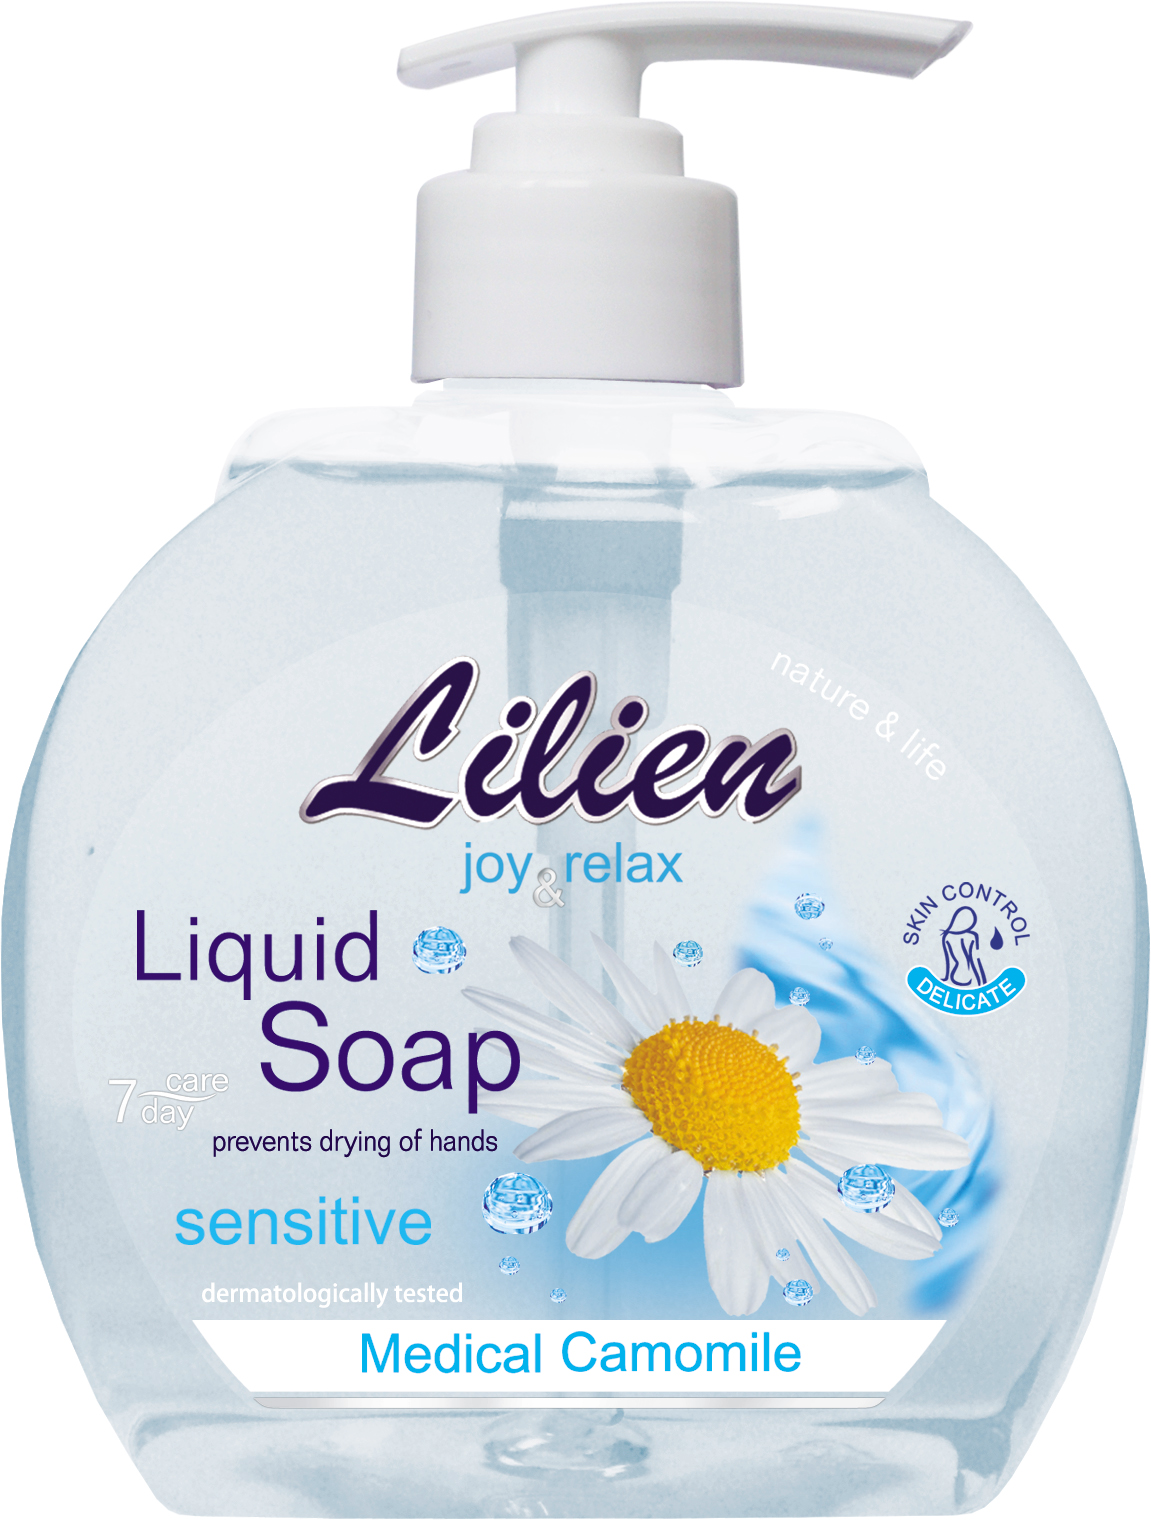 nature & life
Lilien
joy & relax
SKIN CONTROL
DELICATE
Liquid
Soap
7 day care
prevents drying of hands
sensitive
dermatologically tested
Medical Camomile